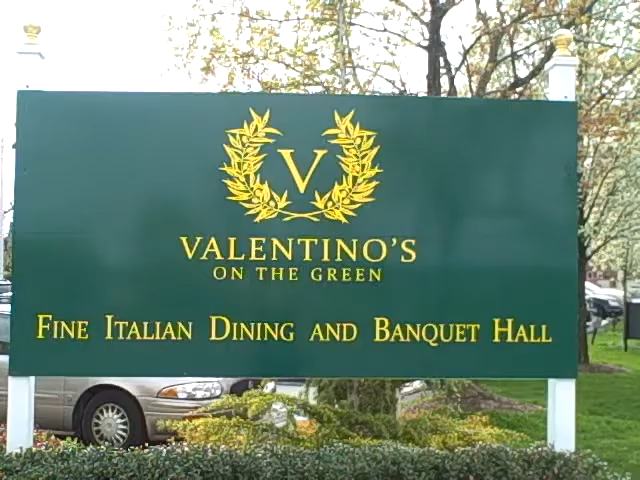 V
VALENTINO'S
ON THE GREEN
FINE ITALIAN DINING AND BANQUET HALL